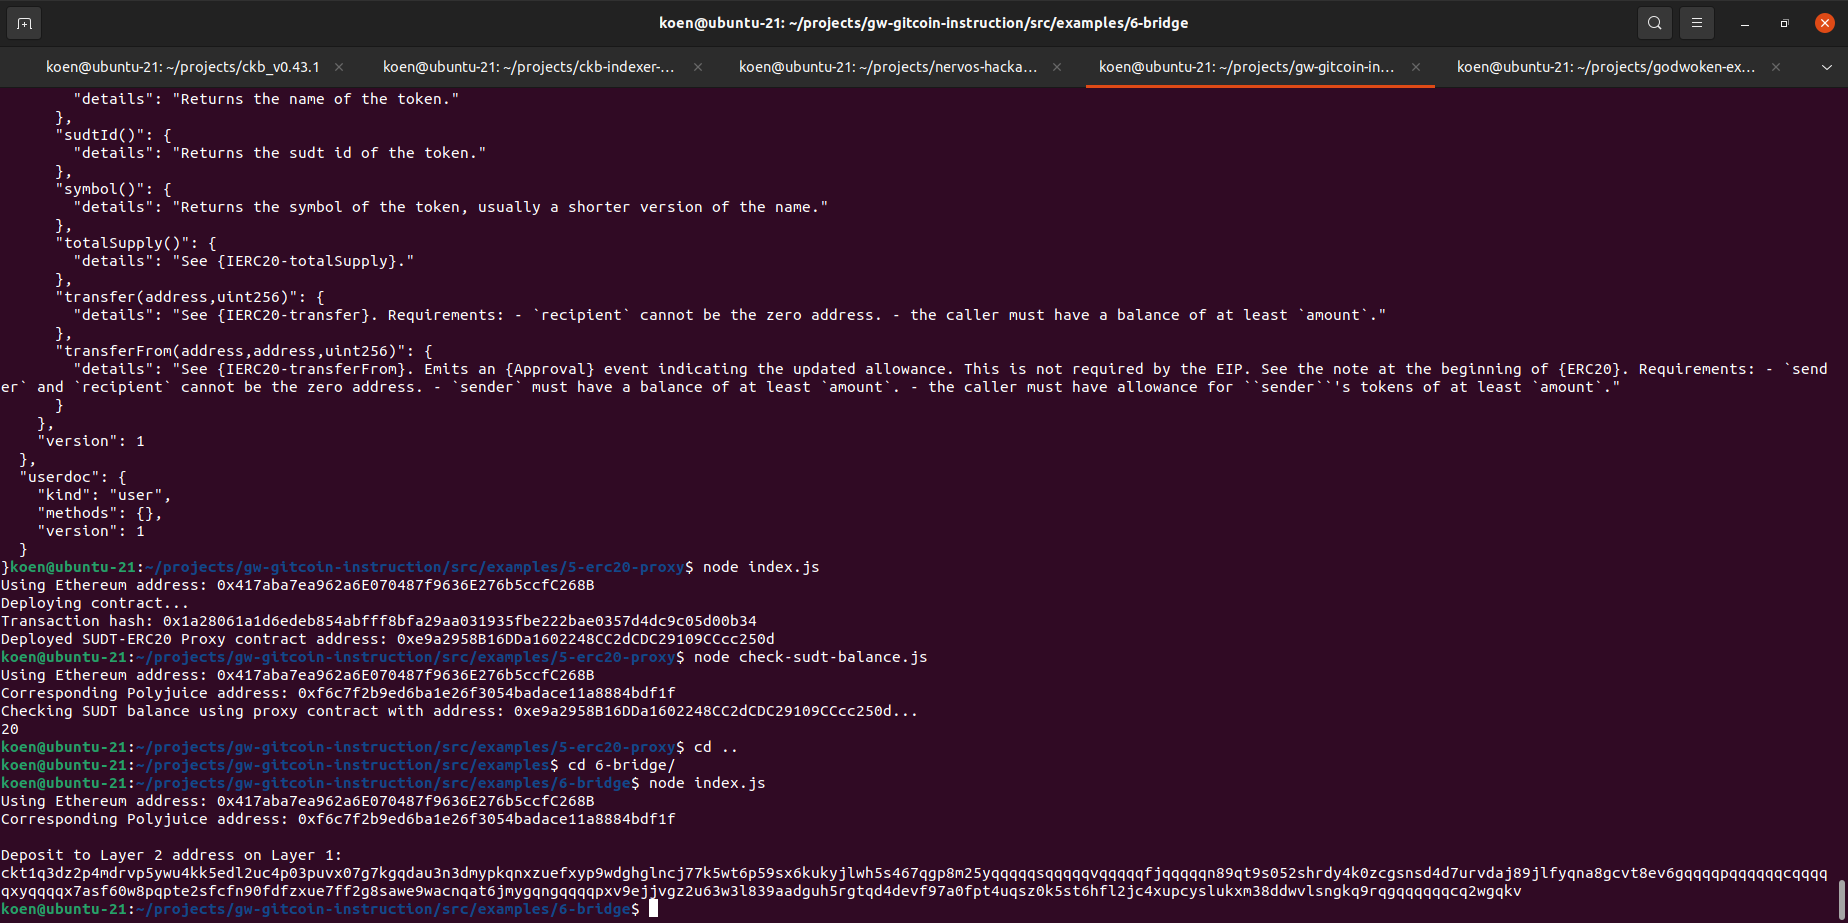 koen@ubuntu-21: ~/projects/gw-gitcoin-instruction/src/examples/6-bridge
koen@ubuntu-21: ~/projects/ckb_v0.43.1
koen@ubuntu-21: ~/projects/ckb-indexer-...
koen@ubuntu-21: ~/projects/nervos-hacka...
koen@ubuntu-21: ~/projects/gw-gitcoin-in...
koen@ubuntu-21: ~/projects/godwoken-ex...
"details": "Returns the name of the token."
},
"sudtId()": {
"details": "Returns the sudt id of the token."
},
"symbol()": {
"details": "Returns the symbol of the token, usually a shorter version of the name."
},
"totalSupply()": {
"details": "See {IERC20-totalSupply}."
},
"transfer(address,uint256)": {
"details": "See {IERC20-transfer}. Requirements: - `recipient` cannot be the zero address. - the caller must have a balance of at least `amount`."
},
"transferFrom(address,address,uint256)": {
"details": "See {IERC20-transferFrom}. Emits an {Approval} event indicating the updated allowance. This is not required by the EIP. See the note at the beginning of {ERC20}. Requirements: - `send
er` and `recipient` cannot be the zero address. - `sender` must have a balance of at least `amount`. - the caller must have allowance for ``sender``'s tokens of at least `amount`."
}
},
"version": 1
},
"userdoc": {
"kind": "user",
"methods": {},
"version": 1
}
}koen@ubuntu-21:~/projects/gw-gitcoin-instruction/src/examples/5-erc20-proxy$ node index.js
Using Ethereum address: 0x417aba7ea962a6E070487f9636E276b5ccfC268B
Deploying contract...
Transaction hash: 0x1a28061a1d6edeb854abfff8bfa29aa031935fbe222bae0357d4dc9c05d00b34
Deployed SUDT-ERC20 Proxy contract address: 0xe9a2958B16DDa1602248CC2dCDC29109CCcc250d
koen@ubuntu-21:~/projects/gw-gitcoin-instruction/src/examples/5-erc20-proxy$ node check-sudt-balance.js
Using Ethereum address: 0x417aba7ea962a6E070487f9636E276b5ccfC268B
Corresponding Polyjuice address: 0xf6c7f2b9ed6ba1e26f3054badace11a8884bdf1f
Checking SUDT balance using proxy contract with address: 0xe9a2958B16DDa1602248CC2dCDC29109CCcc250d...
20
koen@ubuntu-21:~/projects/gw-gitcoin-instruction/src/examples/5-erc20-proxy$ cd ..
koen@ubuntu-21:~/projects/gw-gitcoin-instruction/src/examples$ cd 6-bridge/
koen@ubuntu-21:~/projects/gw-gitcoin-instruction/src/examples/6-bridge$ node index.js
Using Ethereum address: 0x417aba7ea962a6E070487f9636E276b5ccfC268B
Corresponding Polyjuice address: 0xf6c7f2b9ed6ba1e26f3054badace11a8884bdf1f
Deposit to Layer 2 address on Layer 1:
ckt1q3dz2p4mdrvp5ywu4kk5edl2uc4p03puvx07g7kgqdau3n3dmypkqnxzuefxyp9wdghglncj77k5wt6p59sx6kukyjlwh5s467qgp8m25yqqqqqsqqqqqvqqqqqfjqqqqqn89qt9s052shrdy4k0zcgsnsd4d7urvdaj89jlfyqna8gcvt8ev6gqqqqpqqqqqqcqqqq
qxyqqqqx7asf60w8pqpte2sfcfn90fdfzxue7ff2g8sawe9wacnqat6jmygqngqqqqpxv9ejjvgz2u63w3l839aadguh5rgtqd4devf97a0fpt4uqsz0k5st6hfl2jc4xupcyslukxm38ddwvlsngkq9rqgqqqqqqcq2wgqkv
koen@ubuntu-21:~/projects/gw-gitcoin-instruction/src/examples/6-bridge$